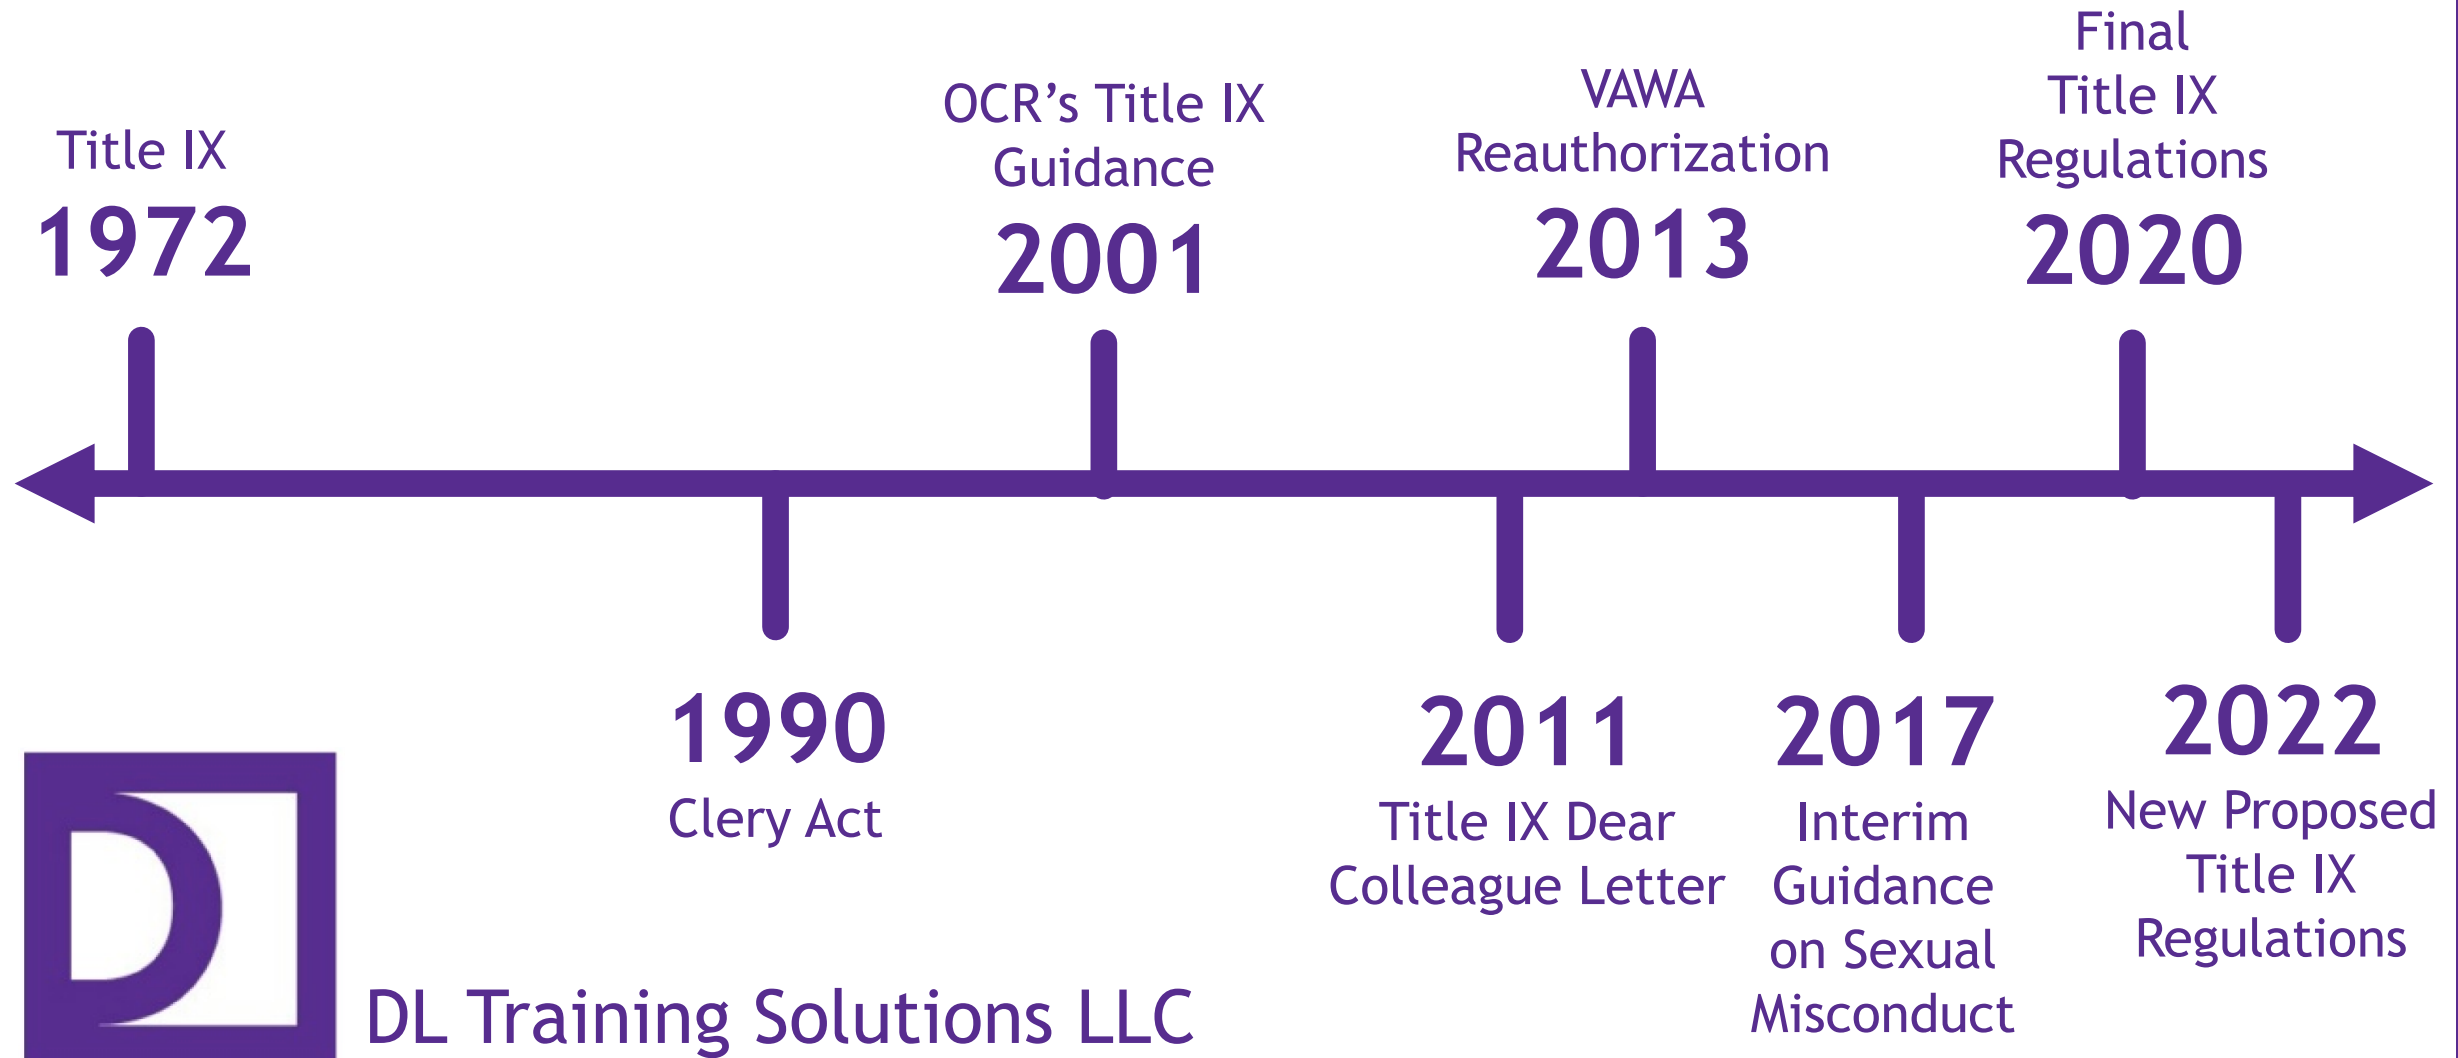 Title IX
1972
OCR’s Title IX
Guidance
2001
VAWA
Reauthorization
2013
Final
Title IX
Regulations
2020
1990
Clery Act
2011
Title IX Dear
Colleague Letter
2017
Interim
Guidance
on Sexual
Misconduct
2022
New Proposed
Title IX
Regulations
D
DL Training Solutions LLC